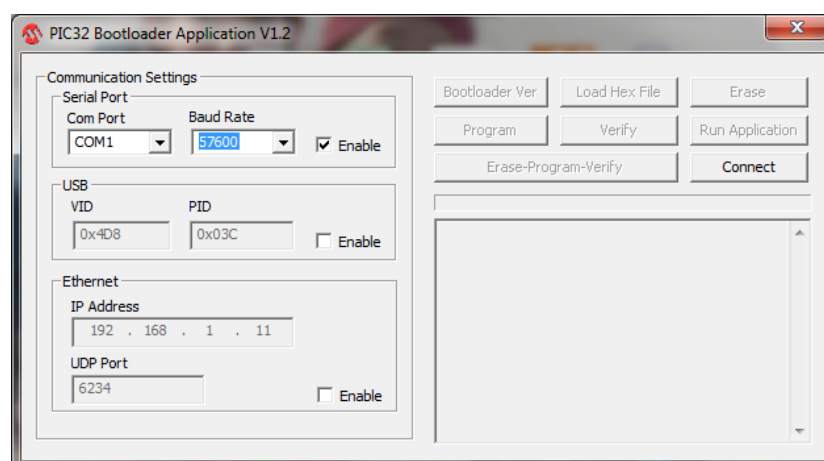 PIC32 Bootloader Application V1.2
Communication Settings
Serial Port
Com Port Baud Rate
COM1 57600 Enable
USB
VID PID
0x4D8 0x03C Enable
Ethernet
IP Address
192 . 168 . 1 . 11
UDP Port
6234 Enable
Bootloader Ver Load Hex File Erase
Program Verify Run Application
Erase-Program-Verify Connect